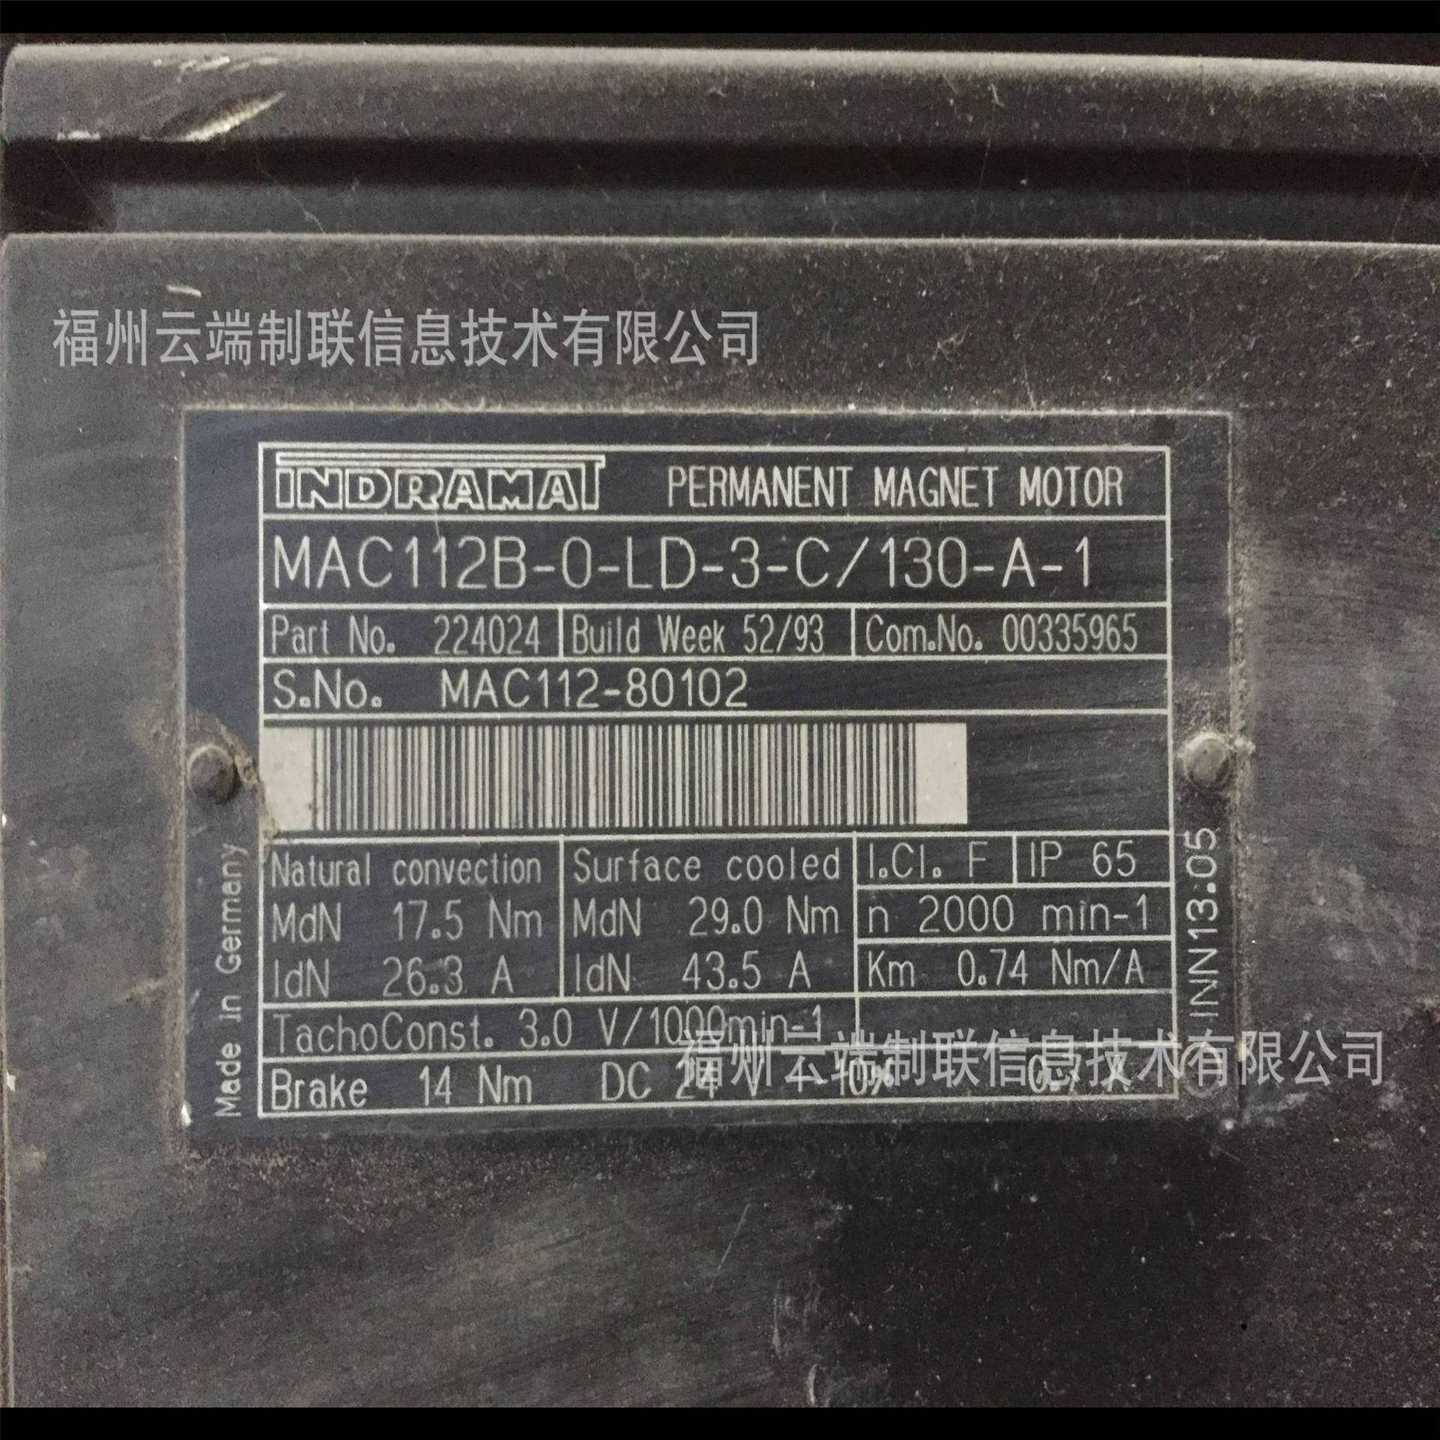 福州云端制联信息技术有限公司
INDRAMAT PERMANENT MAGNET MOTOR
MAC112B-0-LD-3-C/130-A-1
Part No. 224024 Build Week 52/93 Com.No. 00335965
S.No. MAC112-80102
Natural convection Surface cooled I.Cl. F IP 65
MdN 17.5 Nm MdN 29.0 Nm n 2000 min-1
IdN 26.3 A IdN 43.5 A Km 0.74 Nm/A
TachoConst. 3.0 V/1000min-1
福州云端制联信息技术有限公司
Brake 14 Nm DC 24 V +-10%
Made in Germany
INN13.05